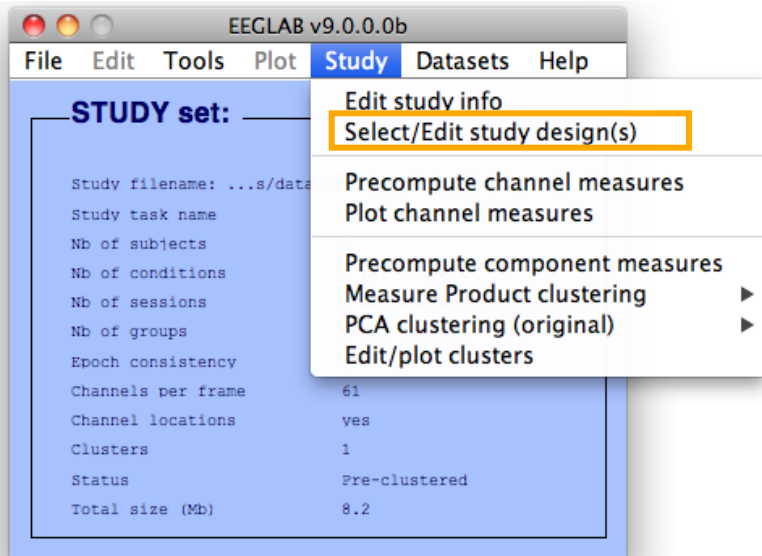 EEGLAB v9.0.0.0b
File Edit Tools Plot Study Datasets Help
STUDY set:
Edit study info
Select/Edit study design(s)
Precompute channel measures
Plot channel measures
Precompute component measures
Measure Product clustering
PCA clustering (original)
Edit/plot clusters
Study filename: ...s/data
Study task name
Nb of subjects
Nb of conditions
Nb of sessions
Nb of groups
Epoch consistency
Channels per frame 61
Channel locations yes
Clusters 1
Status Pre-clustered
Total size (Mb) 8.2